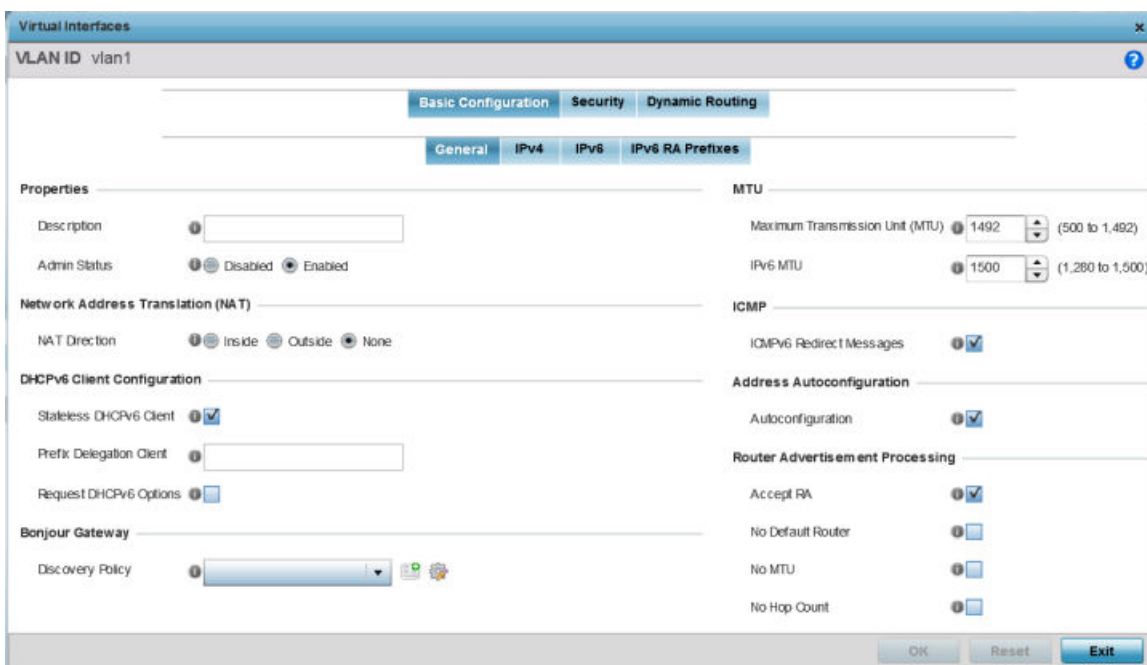 Virtual Interfaces
VLAN ID vlan1
Basic Configuration Security Dynamic Routing
General IPv4 IPv6 IPv6 RA Prefixes
Properties
Description
Admin Status Disabled Enabled
Network Address Translation (NAT)
NAT Direction Inside Outside None
DHCPv6 Client Configuration
Stateless DHCPv6 Client
Prefix Delegation Client
Request DHCPv6 Options
Bonjour Gateway
Discovery Policy
MTU
Maximum Transmission Unit (MTU) 1492 (500 to 1,492)
IPv6 MTU 1500 (1,280 to 1,500)
ICMP
ICMPv6 Redirect Messages
Address Autoconfiguration
Autoconfiguration
Router Advertisement Processing
Accept RA
No Default Router
No MTU
No Hop Count
OK Reset Exit